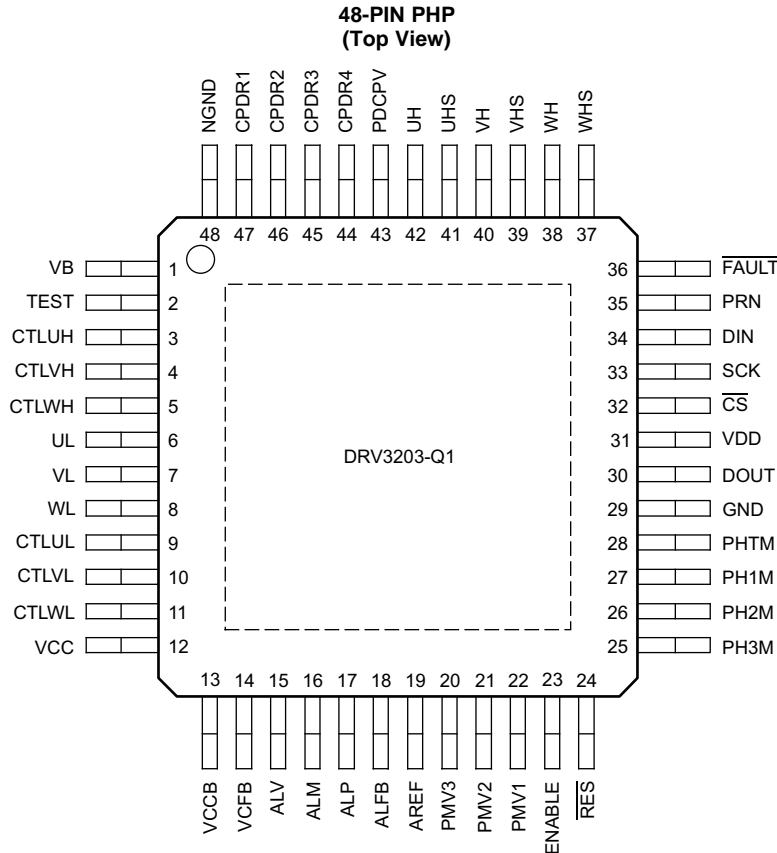 48-PIN PHP
(Top View)
NGND
CPDR1
CPDR2
CPDR3
CPDR4
PDCPV
UH
UHS
VH
VHS
WH
WHS
48 47 46 45 44 43 42 41 40 39 38 37
VB 1
TEST 2
CTLUH 3
CTLVH 4
CTLWH 5
UL 6
VL 7
WL 8
CTLUL 9
CTLVL 10
CTLWL 11
VCC 12
DRV3203-Q1
36 FAULT
35 PRN
34 DIN
33 SCK
32 CS
31 VDD
30 DOUT
29 GND
28 PHTM
27 PH1M
26 PH2M
25 PH3M
13 14 15 16 17 18 19 20 21 22 23 24
VCCB
VCFB
ALV
ALM
ALP
ALFB
AREF
PMV3
PMV2
PMV1
ENABLE
RES